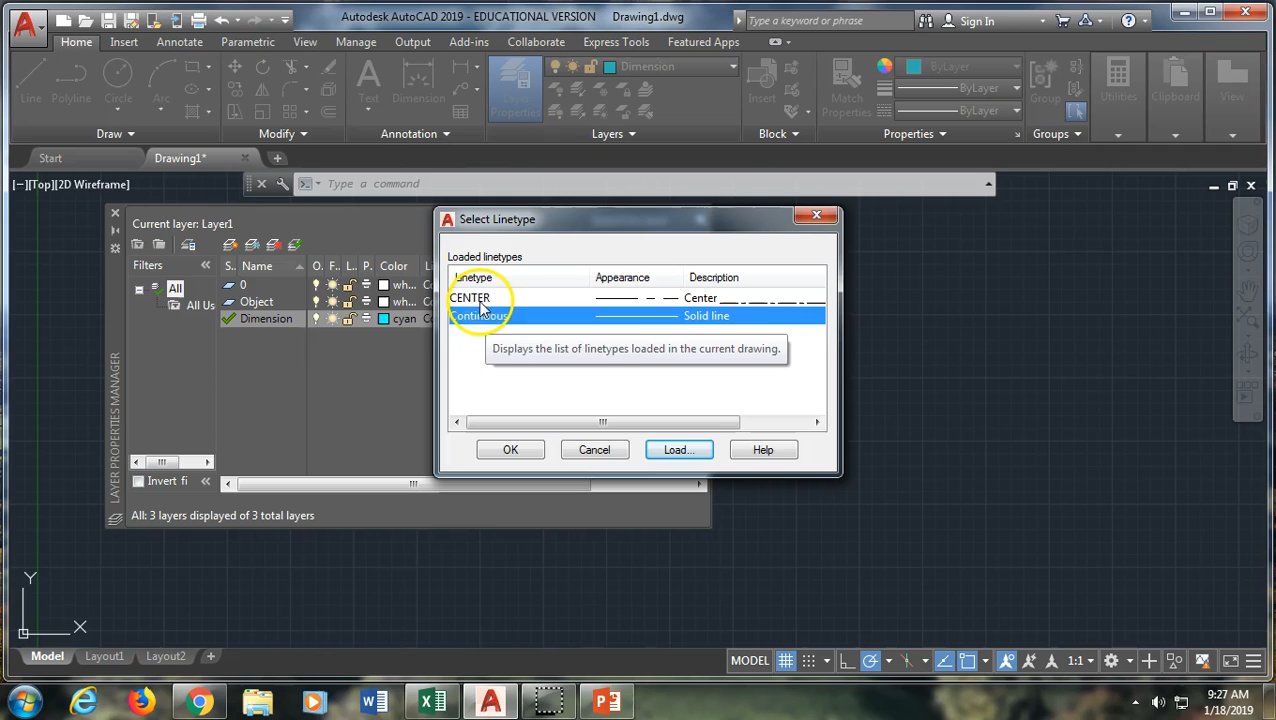 Autodesk AutoCAD 2019 - EDUCATIONAL VERSION Drawing1.dwg
Type a keyword or phrase
Sign In
Home Insert Annotate Parametric View Manage Output Add-ins Collaborate Express Tools Featured Apps
Dimension
ByLayer
Line Polyline Circle Arc
Text Dimension
Layer Properties
Insert
Match Properties
ByLayer
ByLayer
Group
Utilities Clipboard View
Draw Modify Annotation Layers Block Properties Groups
Start Drawing1*
[−][Top][2D Wireframe]
Type a command
Current layer: Layer1
Select Linetype
Loaded linetypes
Filters
S.. Name O. F. L.. P. Color Li
Linetype Appearance Description
All
0 wh...
CENTER Center
All Us
Object wh...
Continuous Solid line
Dimension cyan Co
Displays the list of linetypes loaded in the current drawing.
OK Cancel Load... Help
Invert fi
LAYER PROPERTIES MANAGER
All: 3 layers displayed of 3 total layers
Y
X
Model Layout1 Layout2
MODEL
1:1
9:27 AM
1/18/2019